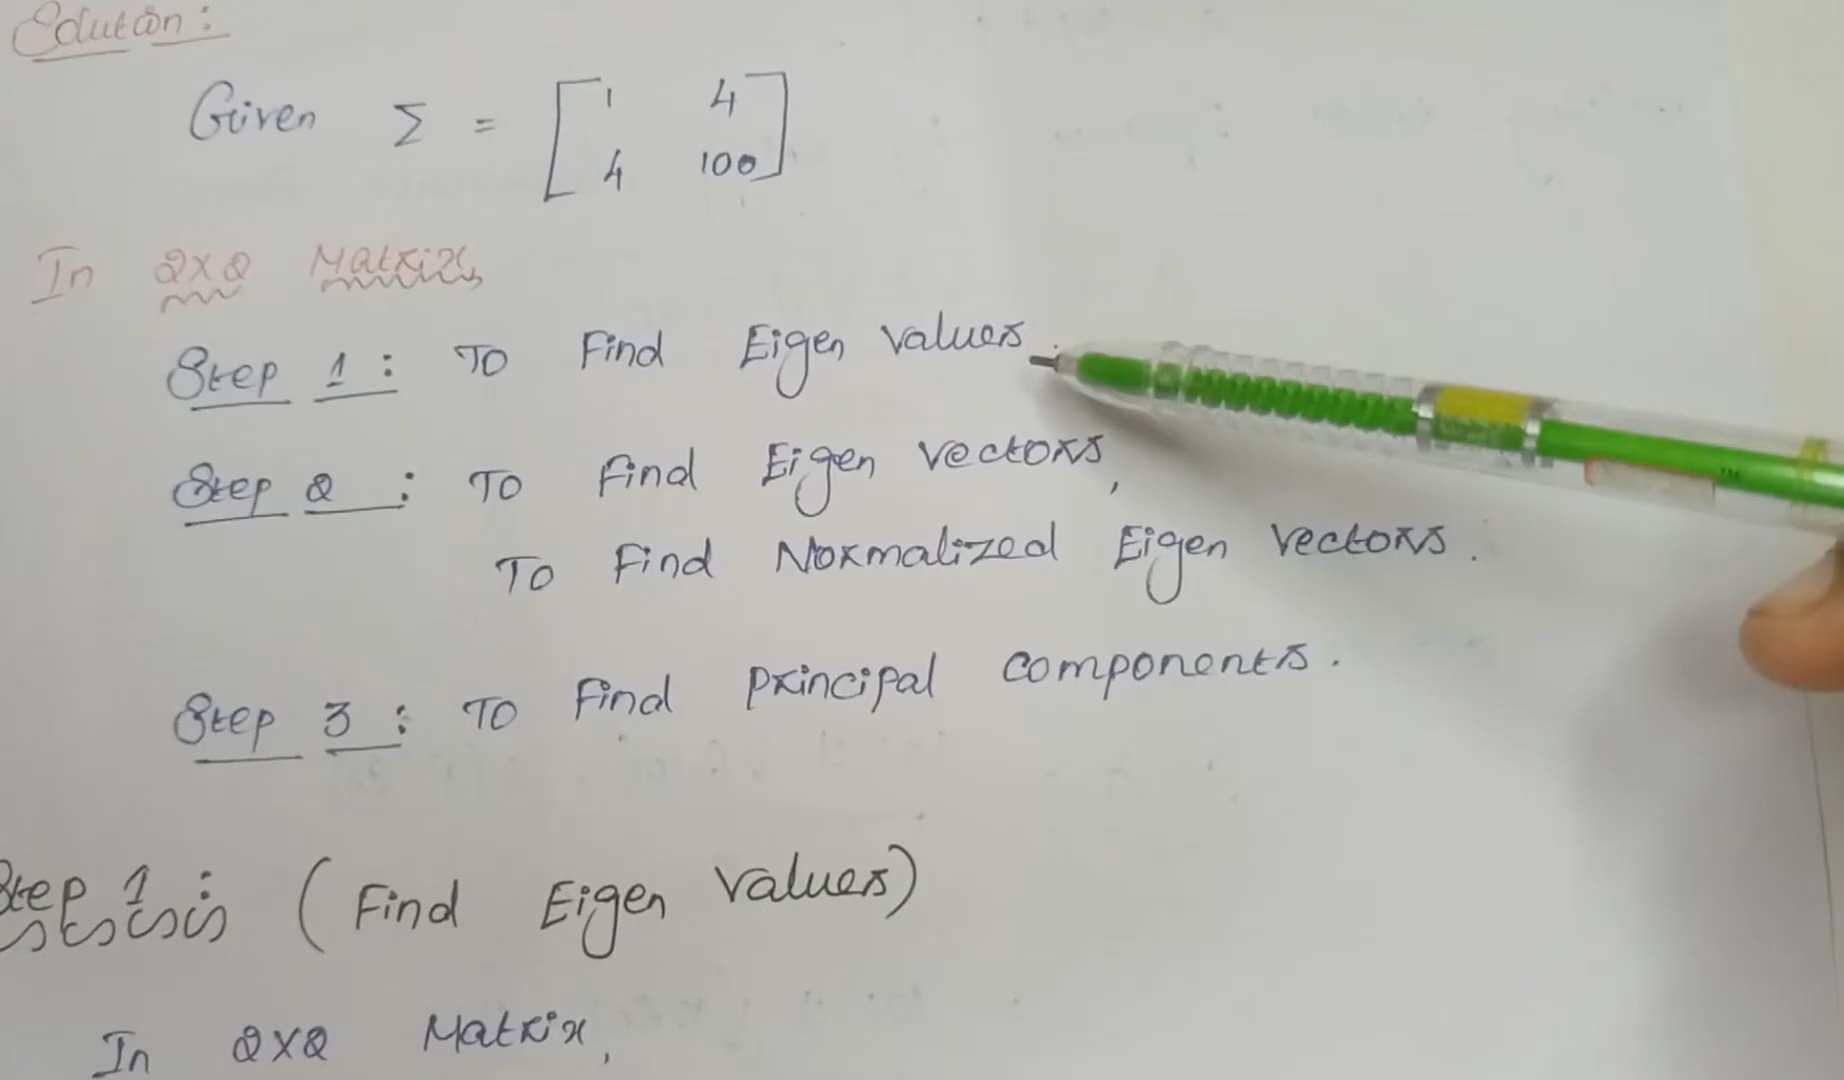 Solution:
Given Σ = [ 1 4
4 100 ]
In 2x2 Matrix,
Step 1 : To Find Eigen values.
Step 2 : To Find Eigen vectors,
To Find Normalized Eigen vectors.
Step 3 : To Find Principal components.
Step 1 : (Find Eigen values)
In 2x2 Matrix,